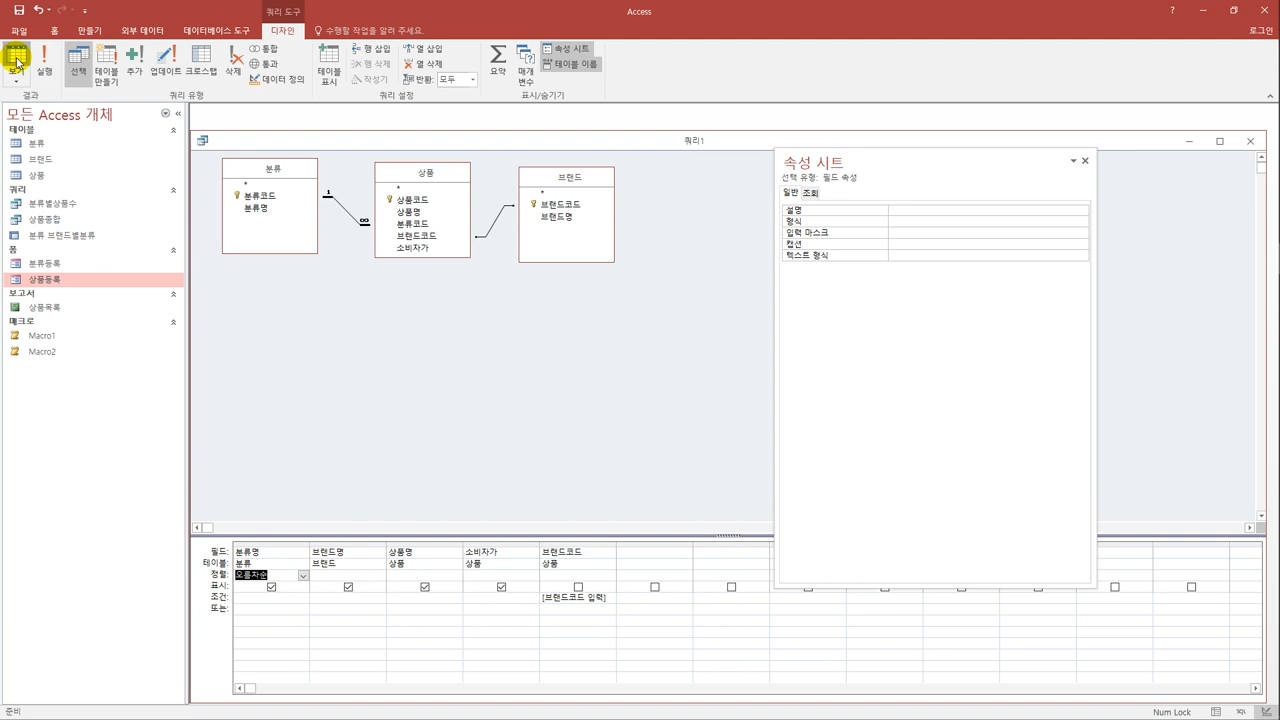 쿼리 도구
Access
로그인
파일
홈
만들기
외부 데이터
데이터베이스 도구
디자인
수행할 작업을 알려 주세요.
보기
실행
결과
선택
테이블
만들기
추가
업데이트
크로스탭
삭제
통합
통과
데이터 정의
쿼리 유형
테이블
표시
행 삽입
행 삭제
작성기
열 삽입
열 삭제
반환: 모두
쿼리 설정
요약
매개
변수
속성 시트
테이블 이름
표시/숨기기
모든 Access 개체
테이블
분류
브랜드
상품
쿼리
분류별상품수
상품종합
분류 브랜드별분류
폼
분류등록
상품등록
보고서
상품목록
매크로
Macro1
Macro2
쿼리1
분류
*
분류코드
분류명
1
∞
상품
*
상품코드
상품명
분류코드
브랜드코드
소비자가
브랜드
*
브랜드코드
브랜드명
속성 시트
선택 유형: 필드 속성
일반 조회
설명
형식
입력 마스크
캡션
텍스트 형식
필드: 분류명 브랜드명 상품명 소비자가 브랜드코드
테이블: 분류 브랜드 상품 상품 상품
정렬: 오름차순
표시:
조건: [브랜드코드 입력]
또는:
준비
Num Lock
SQL